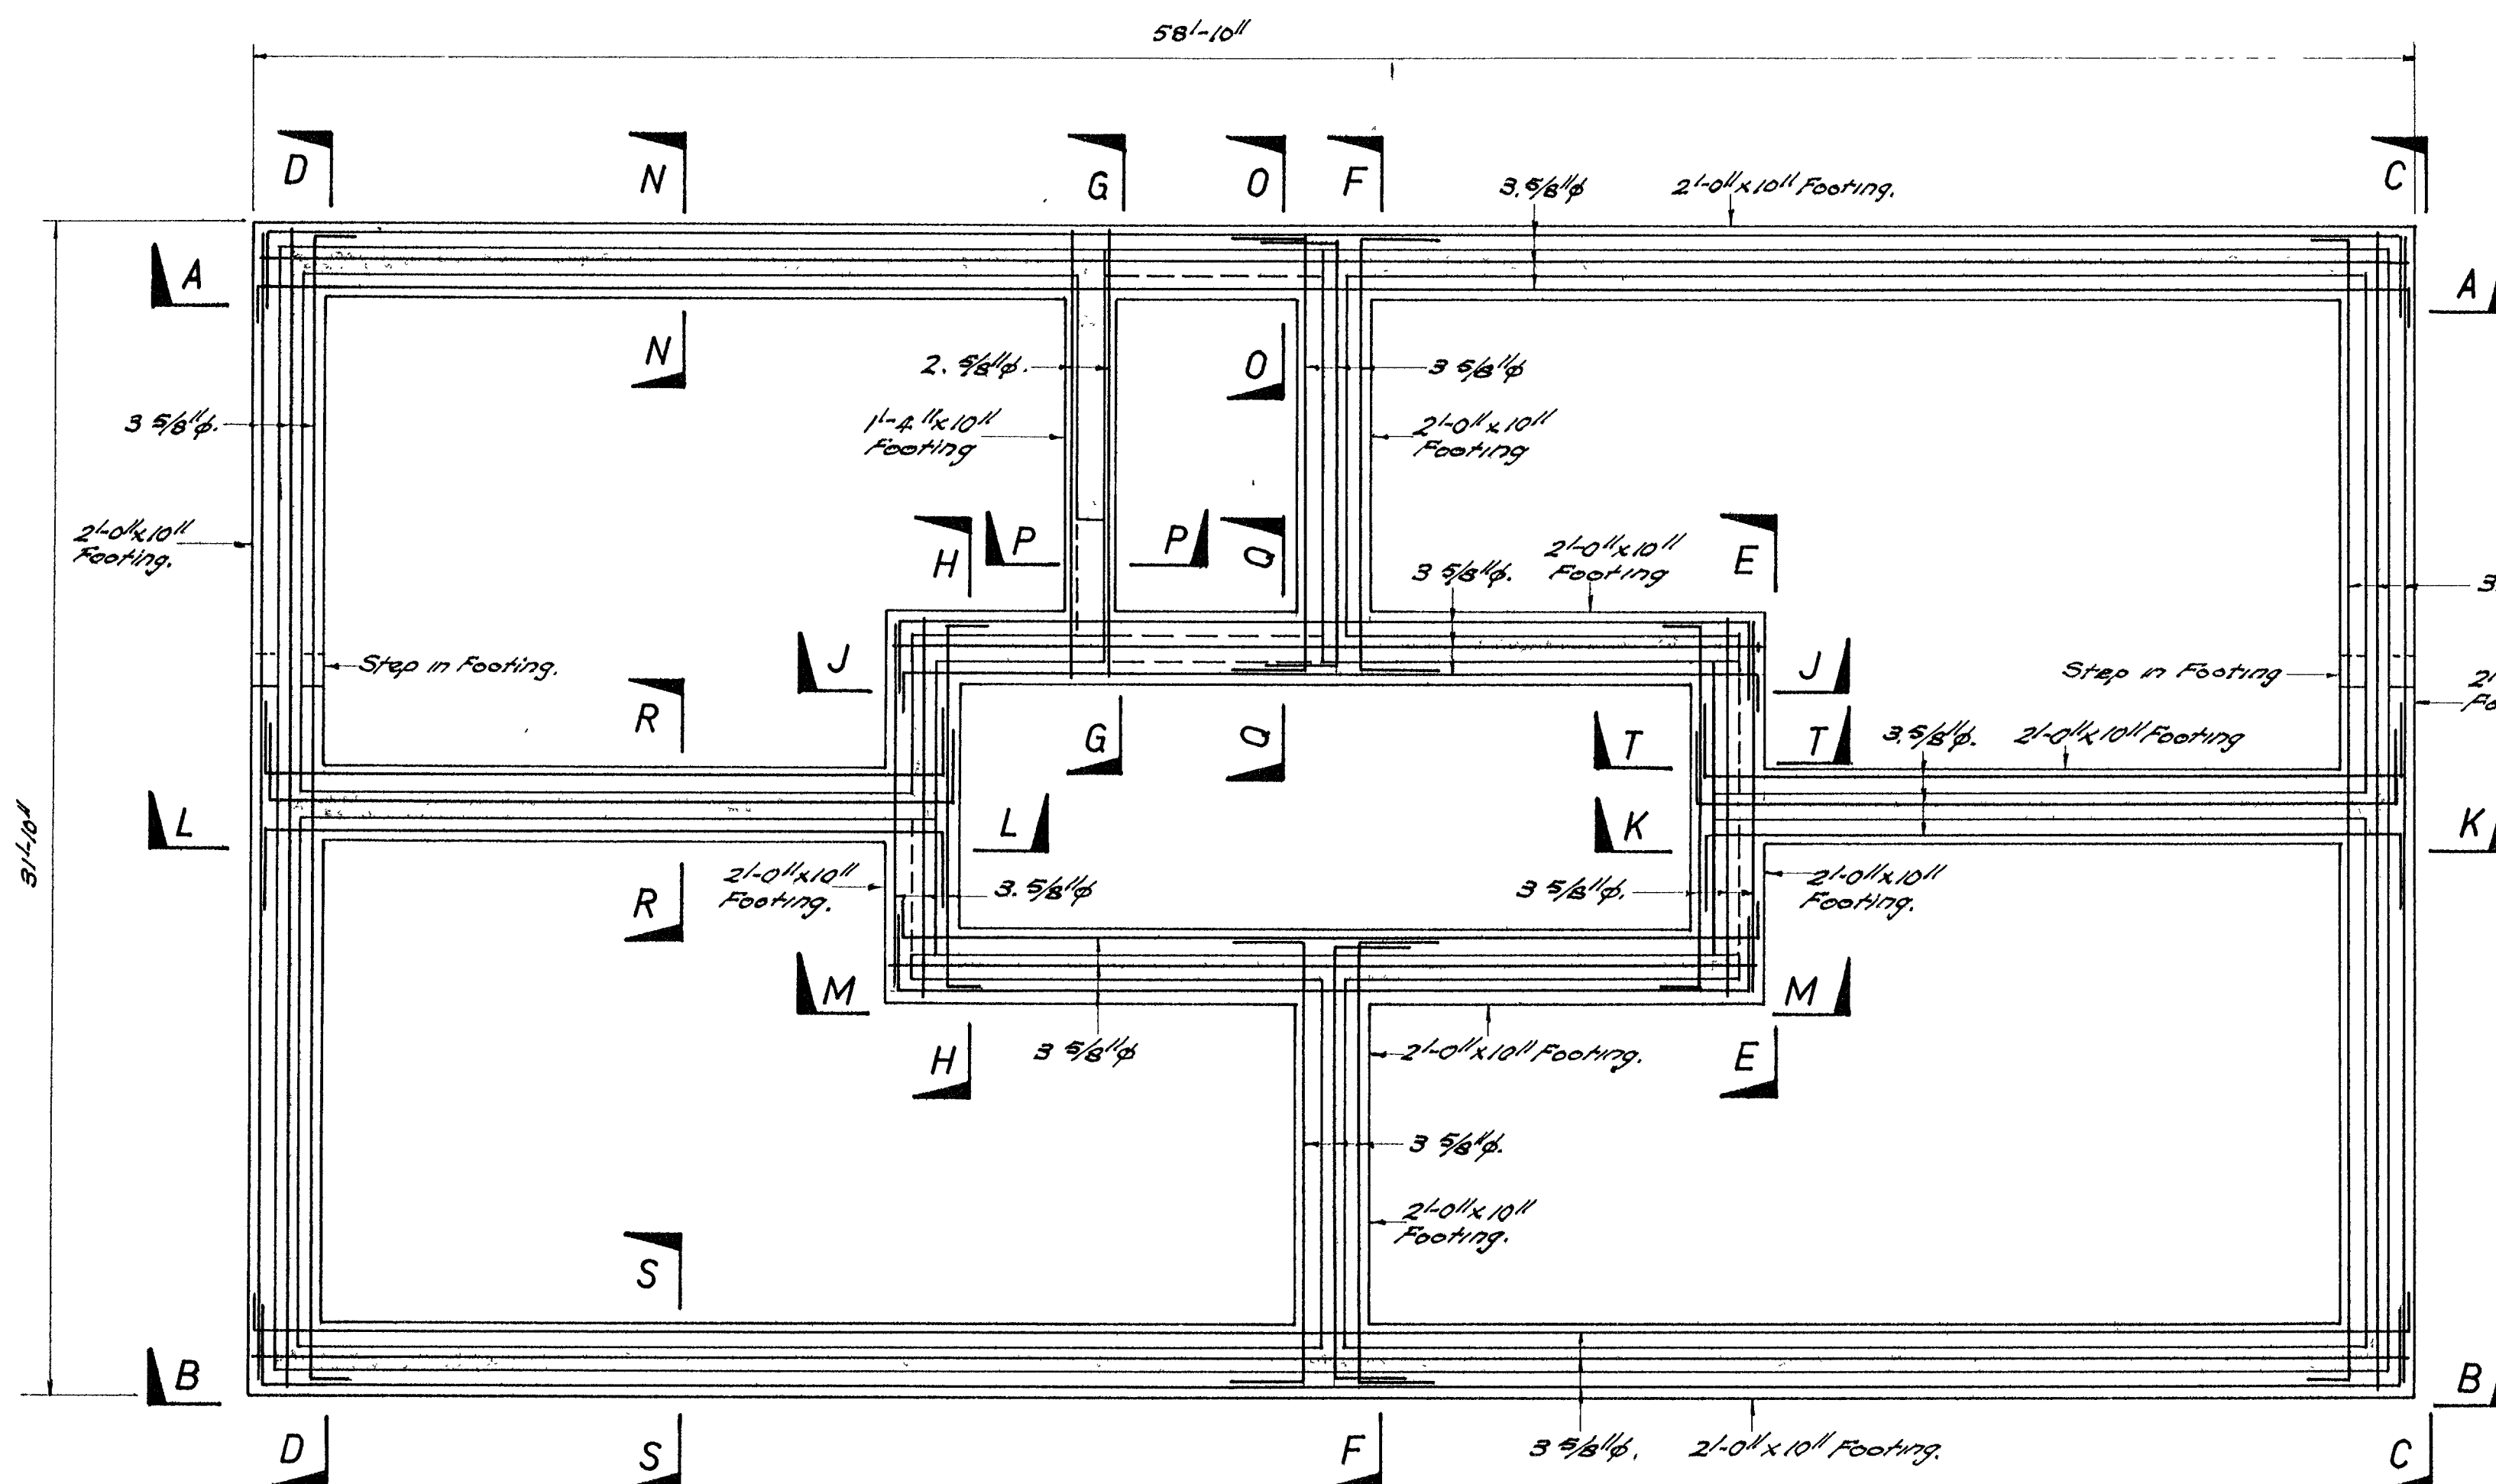 58'-10"
D
N
G
O
F
C
3.5/8"φ
2'-0"x10" Footing.
A
A
N
2. 5/8"φ.
O
3 5/8"φ
3 5/8"φ.
1'-4"x10"
Footing
2'-0"x10"
Footing
2'-0"x10"
Footing.
H
P
P
Q
3 5/8"φ.
2'-0"x10"
Footing
E
3.
Step in Footing.
J
J
Step in Footing
2'-
R
G
Q
T
T
3.5/8"φ.
2'-0"x10" Footing
31'-10"
L
L
K
K
2'-0"x10"
Footing.
R
3. 5/8"φ
3 5/8"φ.
2'-0"x10"
Footing.
M
M
H
3 5/8"φ
2'-0"x10" Footing.
E
3 5/8"φ.
2'-0"x10"
Footing.
S
B
B
D
S
F
3 5/8"φ.
2'-0"x10" Footing.
C